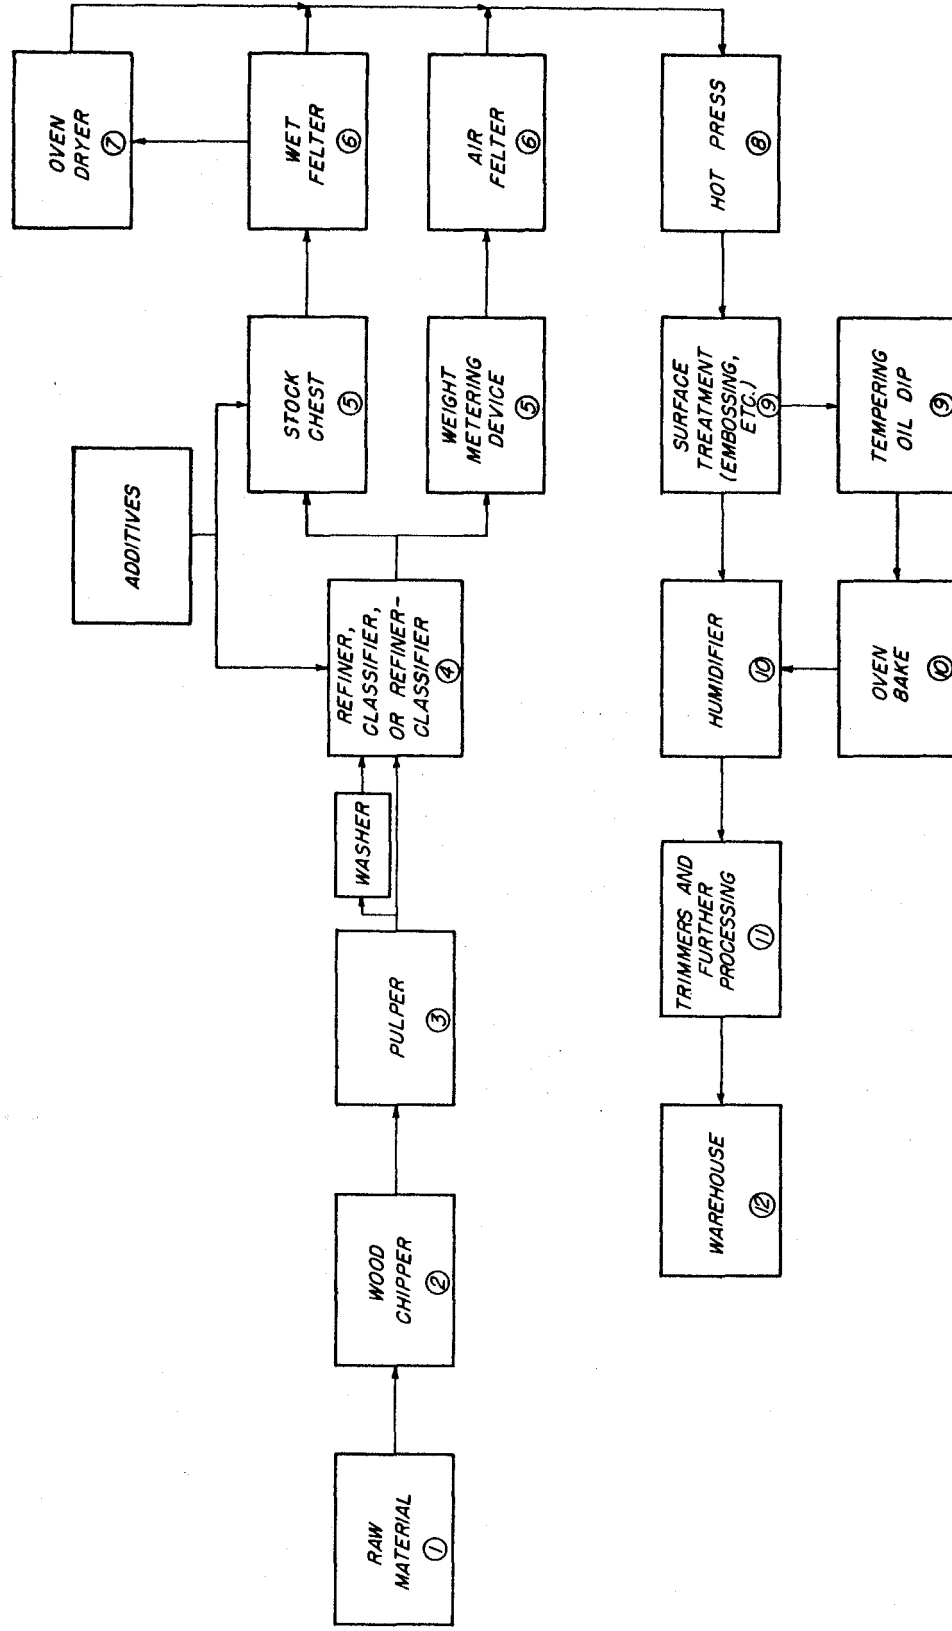 RAW
MATERIAL
①
WOOD
CHIPPER
②
PULPER
③
WASHER
REFINER,
CLASSIFIER,
OR REFINER-
CLASSIFIER
④
ADDITIVES
STOCK
CHEST
⑤
WEIGHT
METERING
DEVICE
⑤
OVEN
DRYER
⑦
WET
FELTER
⑥
AIR
FELTER
⑥
HOT PRESS
⑧
SURFACE
TREATMENT
(EMBOSSING,
ETC.)
⑨
TEMPERING
OIL DIP
⑨
HUMIDIFIER
⑩
OVEN
BAKE
⑩
TRIMMERS AND
FURTHER
PROCESSING
⑪
WAREHOUSE
⑫